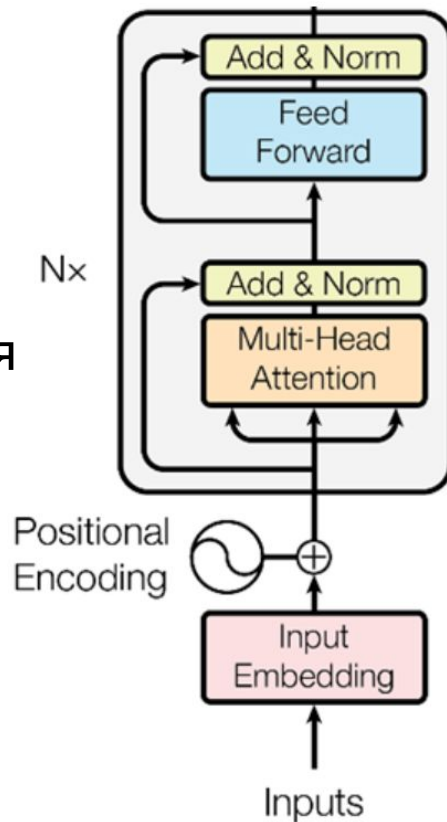 Add & Norm
Feed
Forward
Nx
Add & Norm
я
Multi-Head
Attention
Positional
Encoding
Input
Embedding
Inputs